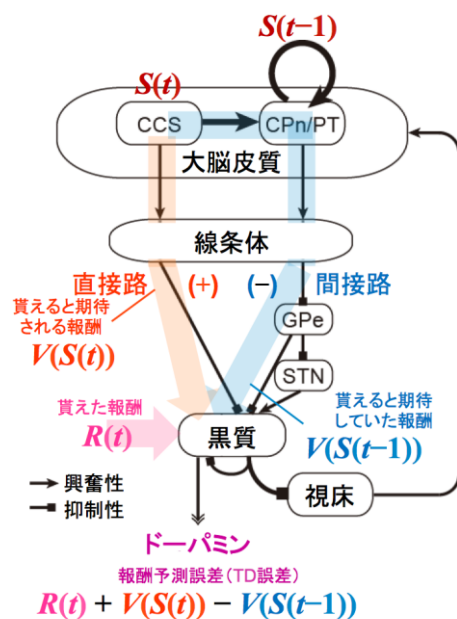 S(t−1)
S(t)
CCS
CPn/PT
大脳皮質
線条体
直接路 (+) (−) 間接路
貰えると期待
される報酬
V(S(t))
GPe
STN
貰えた報酬
R(t)
黒質
貰えると期待
していた報酬
V(S(t−1))
興奮性
抑制性
視床
ドーパミン
報酬予測誤差(TD誤差)
R(t) + V(S(t)) − V(S(t−1))